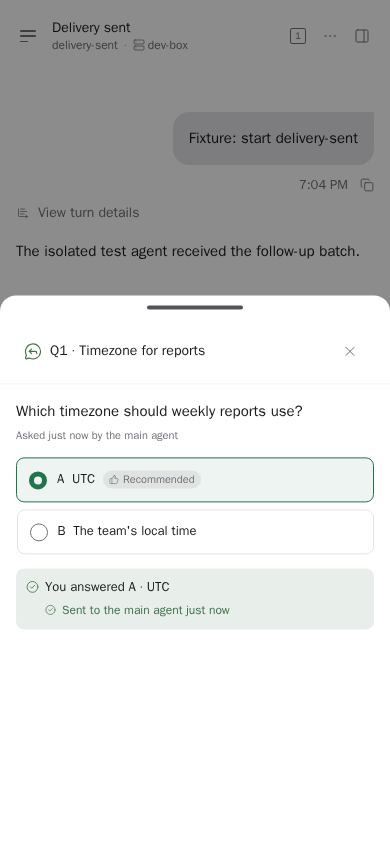 Delivery sent
delivery-sent · dev-box
1
Fixture: start delivery-sent
7:04 PM
View turn details
The isolated test agent received the follow-up batch.
Q1 · Timezone for reports
Which timezone should weekly reports use?
Asked just now by the main agent
A UTC Recommended
B The team's local time
You answered A · UTC
Sent to the main agent just now